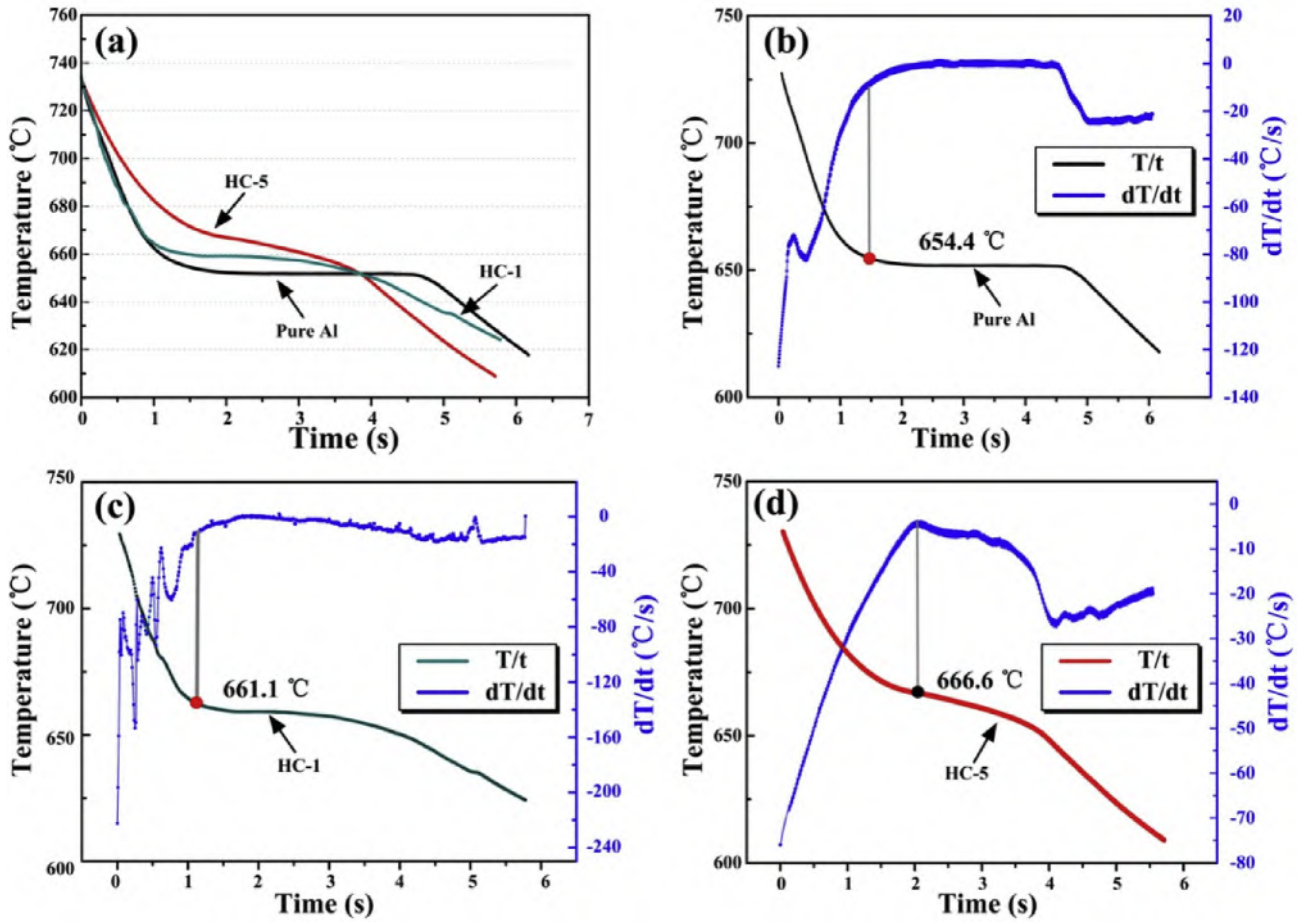 (a)
760
740
720
700
680
660
640
620
600
Temperature (℃)
HC-5
HC-1
Pure Al
0 1 2 3 4 5 6 7
Time (s)
(b)
750
700
650
600
Temperature (℃)
20
0
-20
-40
-60
-80
-100
-120
-140
dT/dt (℃/s)
T/t
dT/dt
654.4 ℃
Pure Al
0 1 2 3 4 5 6
Time (s)
(c)
750
700
650
600
Temperature (℃)
0
-40
-80
-120
-160
-200
-240
dT/dt (℃/s)
T/t
dT/dt
661.1 ℃
HC-1
0 1 2 3 4 5 6
Time (s)
(d)
750
700
650
600
Temperature (℃)
0
-10
-20
-30
-40
-50
-60
-70
-80
dT/dt (℃/s)
T/t
dT/dt
666.6 ℃
HC-5
0 1 2 3 4 5 6
Time (s)